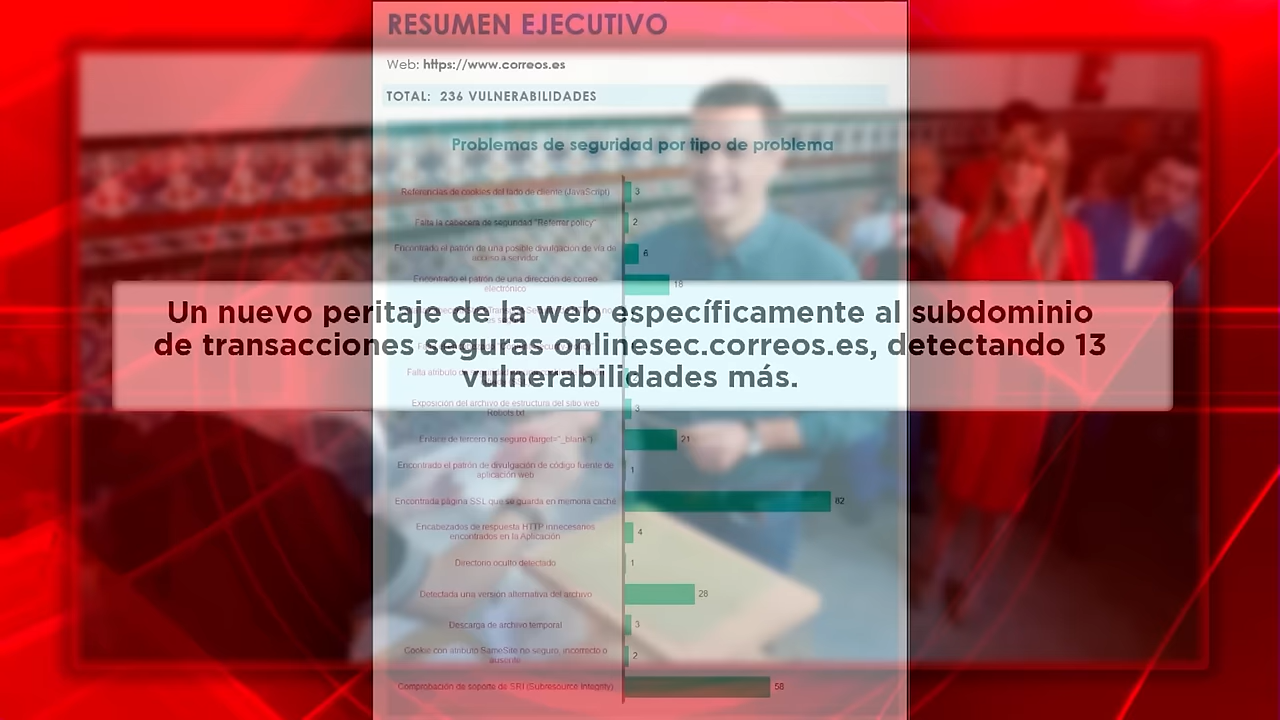 RESUMEN EJECUTIVO
Web: https://www.correos.es
TOTAL: 236 VULNERABILIDADES
Problemas de seguridad por tipo de problema
Referencias de cookies del lado de cliente (JavaScript) 3
Falta la cabecera de seguridad "Referrer policy" 2
Encontrado el patrón de una posible divulgación de vía de
acceso a servidor 6
Encontrado el patrón de una dirección de correo
electrónico 18
Un nuevo peritaje de la web específicamente al subdominio
de transacciones seguras onlinesec.correos.es, detectando 13
vulnerabilidades más.
Exposición del archivo de estructura del sitio web
Robots.txt 3
Enlace de tercero no seguro (target="_blank") 21
Encontrado el patrón de divulgación de código fuente de
aplicación web 1
Encontrada página SSL que se guarda en memoria caché 82
Encabezados de respuesta HTTP innecesarios
encontrados en la Aplicación 4
Directorio oculto detectado 1
Detectada una versión alternativa del archivo 28
Descarga de archivo temporal 3
Cookie con atributo SameSite no seguro, incorrecto o
ausente 2
Comprobación de soporte de SRI (Subresource Integrity) 58